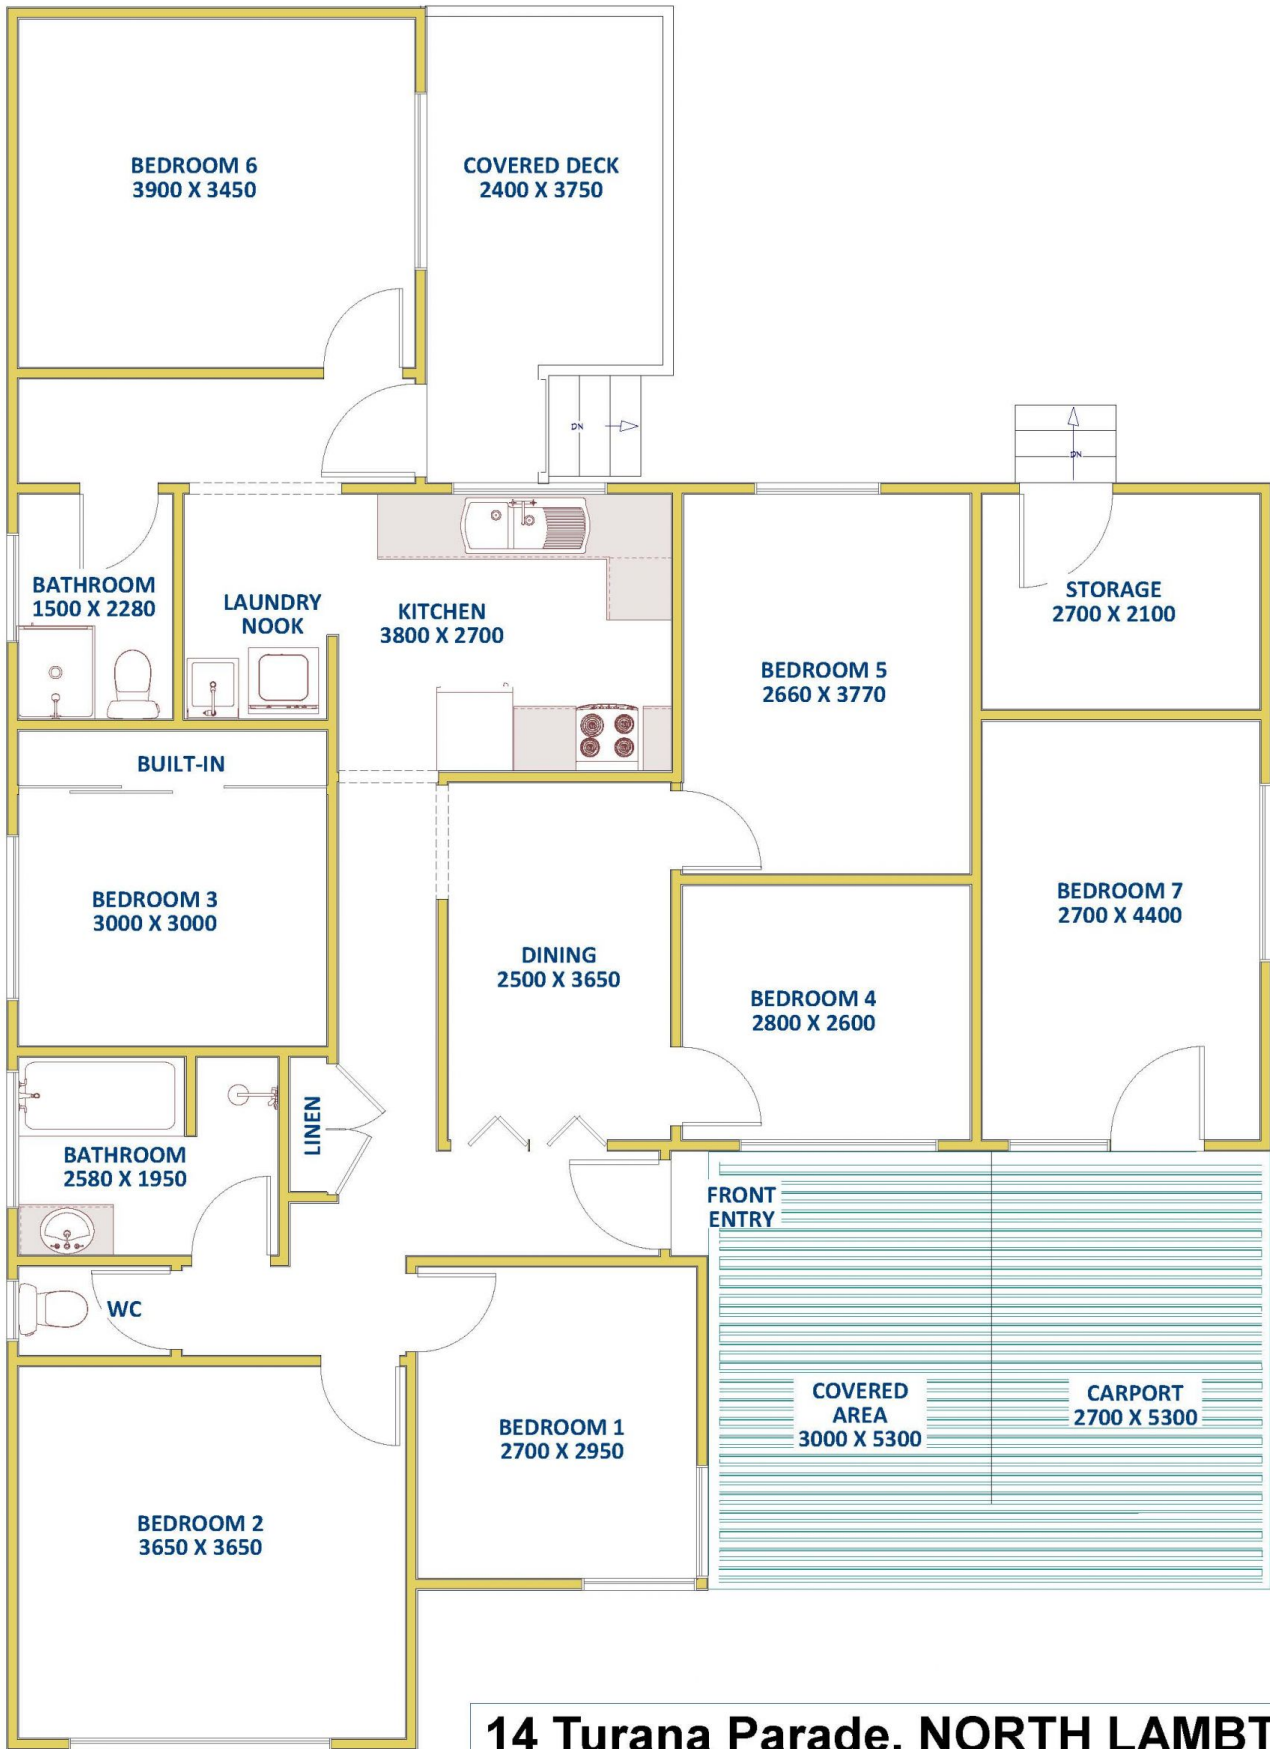 BEDROOM 6
3900 X 3450
COVERED DECK
2400 X 3750
DN
DN
BATHROOM
1500 X 2280
LAUNDRY
NOOK
KITCHEN
3800 X 2700
STORAGE
2700 X 2100
BEDROOM 5
2660 X 3770
BUILT-IN
BEDROOM 3
3000 X 3000
BEDROOM 7
2700 X 4400
DINING
2500 X 3650
BEDROOM 4
2800 X 2600
LINEN
BATHROOM
2580 X 1950
FRONT
ENTRY
WC
COVERED
AREA
3000 X 5300
CARPORT
2700 X 5300
BEDROOM 1
2700 X 2950
BEDROOM 2
3650 X 3650
14 Turana Parade, NORTH LAMBT